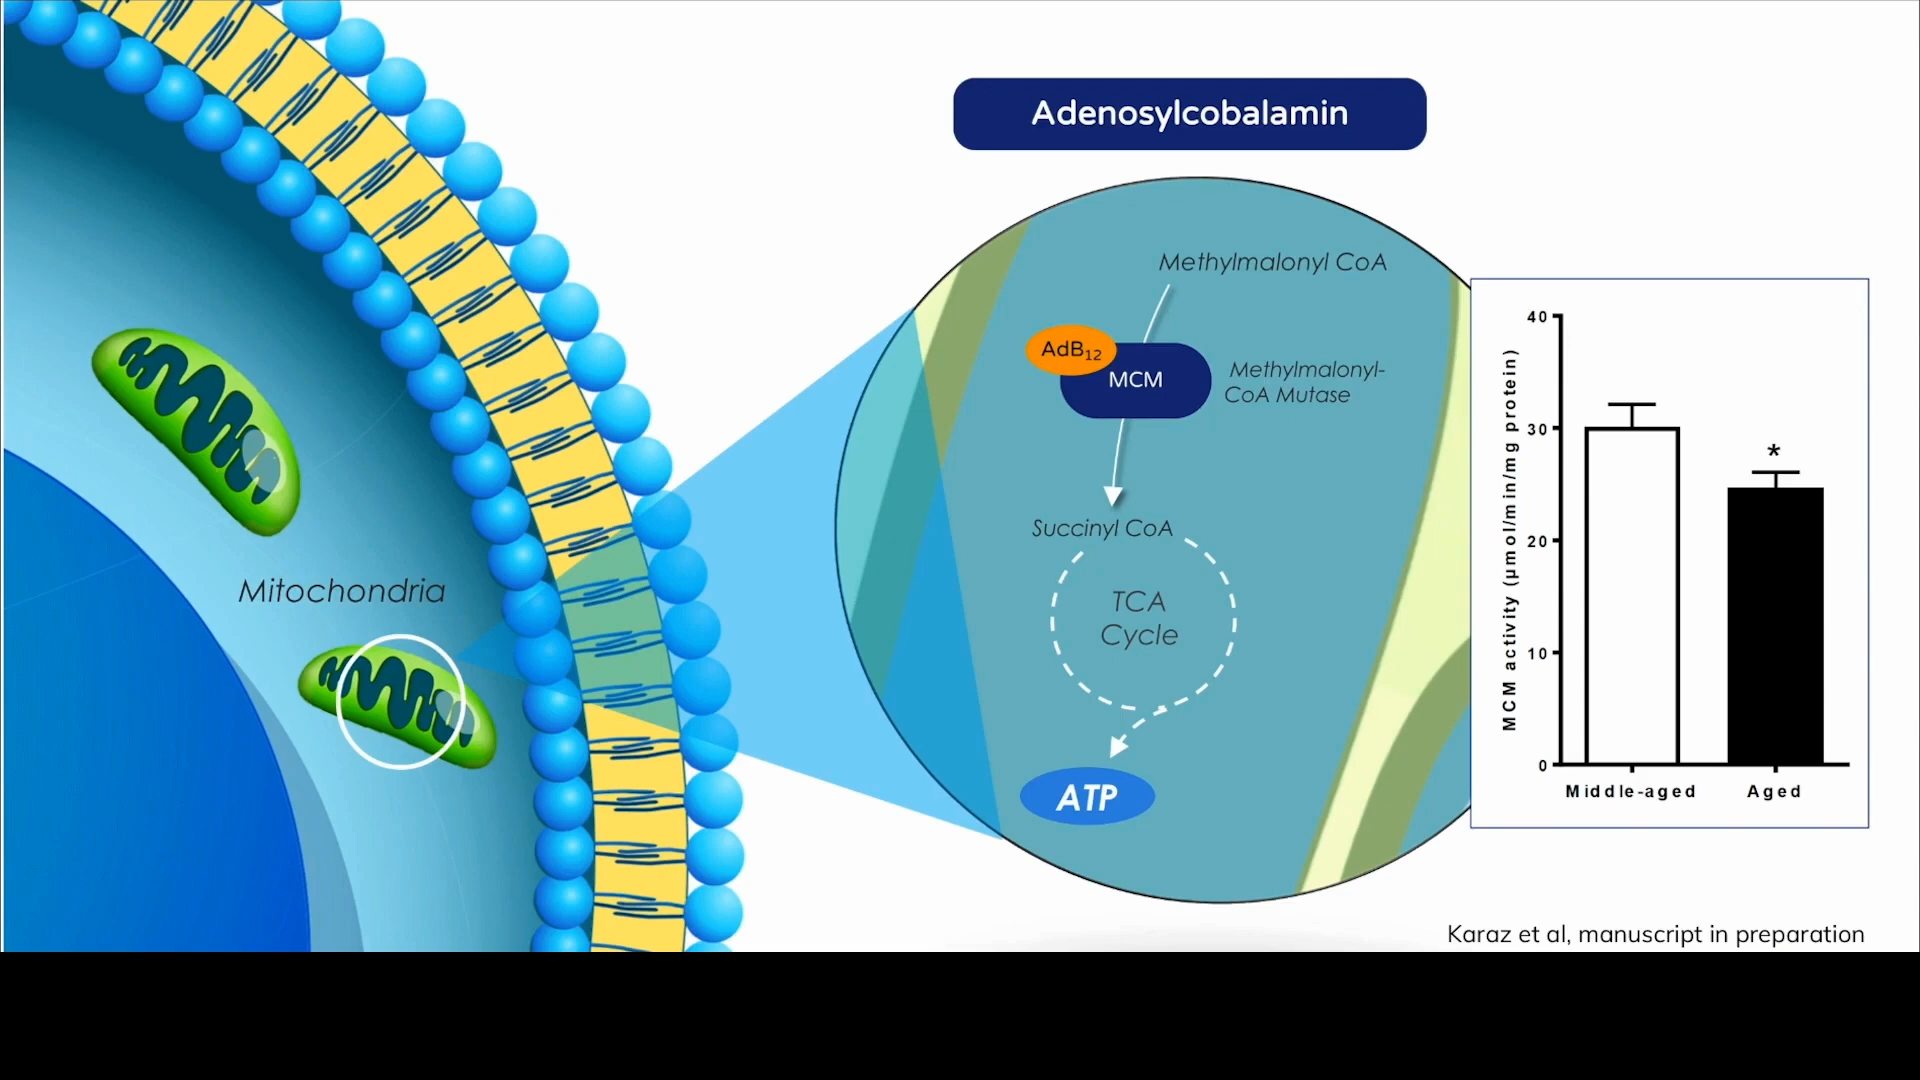 Adenosylcobalamin
Methylmalonyl CoA
AdB₁₂
MCM
Methylmalonyl-
CoA Mutase
Succinyl CoA
TCA
Cycle
ATP
Mitochondria
MCM activity (µmol/min/mg protein)
40
30
20
10
0
*
Middle-aged
Aged
Karaz et al, manuscript in preparation